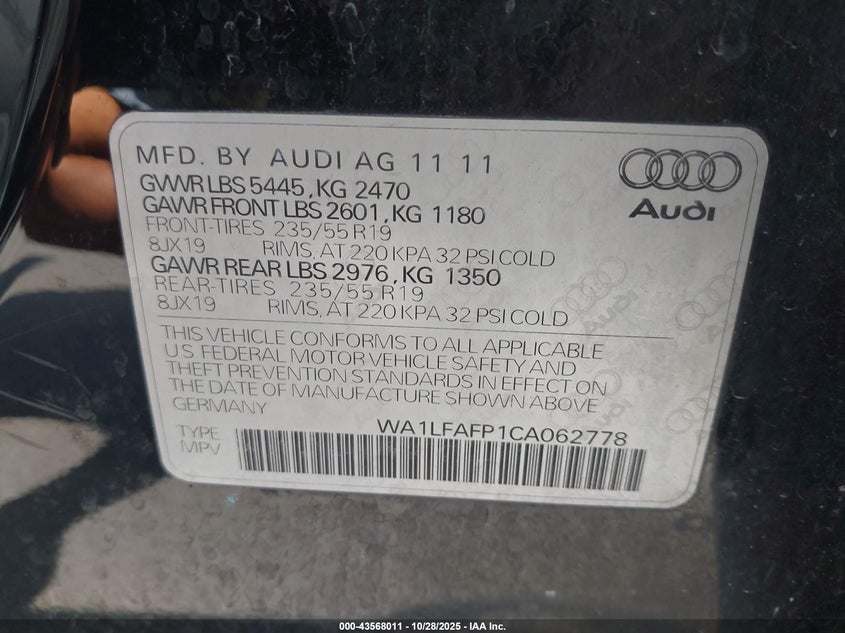 MFD. BY AUDI AG 11 11
GVWR LBS 5445, KG 2470
GAWR FRONT LBS 2601, KG 1180
FRONT-TIRES 235/55 R19
8JX19 RIMS, AT 220 KPA 32 PSI COLD
GAWR REAR LBS 2976, KG 1350
REAR-TIRES 235/55 R19
8JX19 RIMS, AT 220 KPA 32 PSI COLD
Audi
THIS VEHICLE CONFORMS TO ALL APPLICABLE
U.S. FEDERAL MOTOR VEHICLE SAFETY AND
THEFT PREVENTION STANDARDS IN EFFECT ON
THE DATE OF MANUFACTURE SHOWN ABOVE.
GERMANY
WA1LFAFP1CA062778
TYPE
MPV
000-43568011 - 10/28/2025 - IAA Inc.